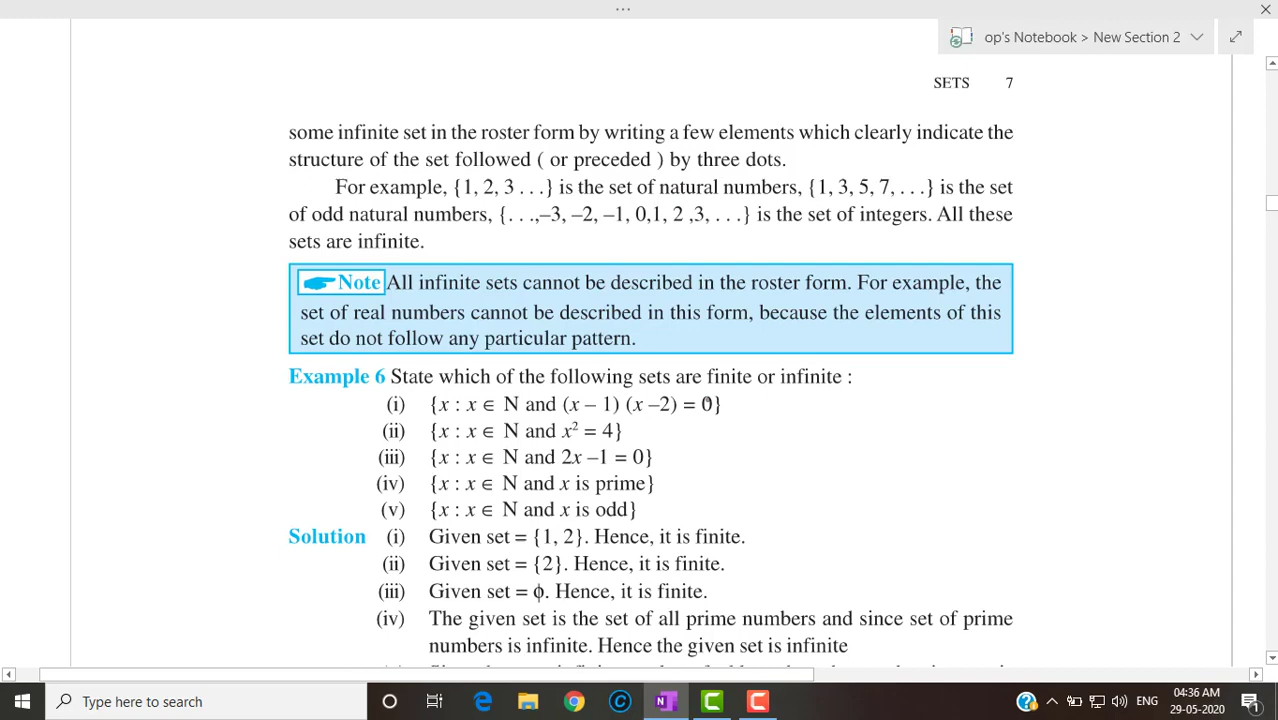 op's Notebook > New Section 2
SETS 7
some infinite set in the roster form by writing a few elements which clearly indicate the
structure of the set followed ( or preceded ) by three dots.
For example, {1, 2, 3 . . .} is the set of natural numbers, {1, 3, 5, 7, . . .} is the set
of odd natural numbers, {. . .,–3, –2, –1, 0,1, 2 ,3, . . .} is the set of integers. All these
sets are infinite.
Note All infinite sets cannot be described in the roster form. For example, the
set of real numbers cannot be described in this form, because the elements of this
set do not follow any particular pattern.
Example 6 State which of the following sets are finite or infinite :
(i) {x : x ∈ N and (x – 1) (x –2) = 0}
(ii) {x : x ∈ N and x² = 4}
(iii) {x : x ∈ N and 2x –1 = 0}
(iv) {x : x ∈ N and x is prime}
(v) {x : x ∈ N and x is odd}
Solution (i) Given set = {1, 2}. Hence, it is finite.
(ii) Given set = {2}. Hence, it is finite.
(iii) Given set = ϕ. Hence, it is finite.
(iv) The given set is the set of all prime numbers and since set of prime
numbers is infinite. Hence the given set is infinite
Type here to search
ENG
04:36 AM
29-05-2020